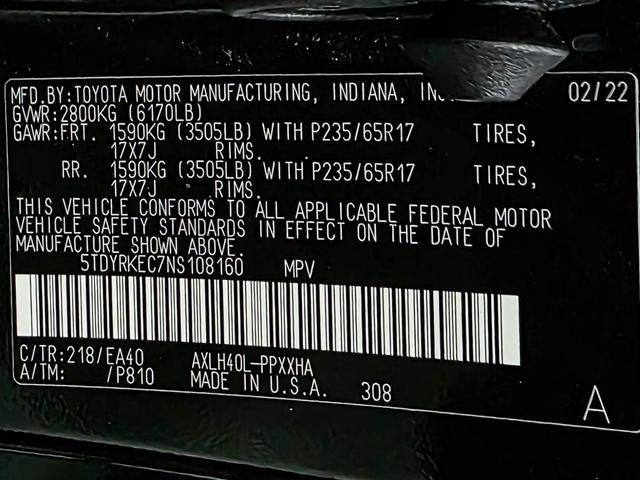 MFD.BY:TOYOTA MOTOR MANUFACTURING, INDIANA, IN 02/22
GVWR:2800KG (6170LB)
GAWR:FRT. 1590KG (3505LB) WITH P235/65R17 TIRES,
17X7J RIMS.
RR. 1590KG (3505LB) WITH P235/65R17 TIRES,
17X7J RIMS.
THIS VEHICLE CONFORMS TO ALL APPLICABLE FEDERAL MOTOR
VEHICLE SAFETY STANDARDS IN EFFECT ON THE DATE OF
MANUFACTURE SHOWN ABOVE.
5TDYRKEC7NS108160 MPV
C/TR:218/EA40 AXLH40L-PPXXHA
A/TM: /P810 MADE IN U.S.A. 308
A